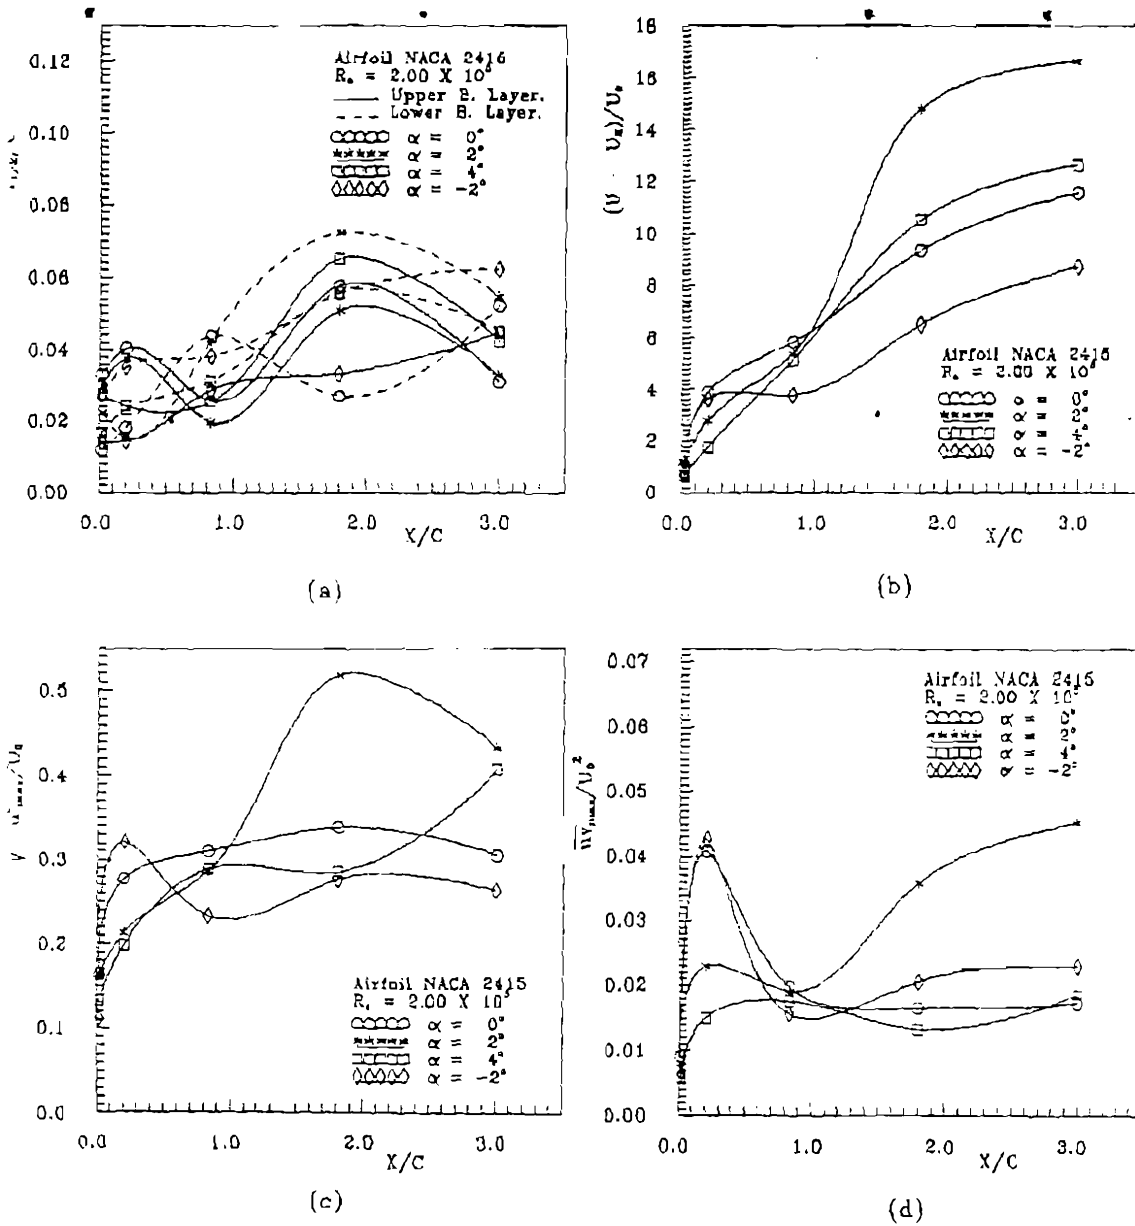 0.12
0.10
0.08
0.06
0.04
0.02
0.00
Airfoil NACA 2415
Upper B. Layer.
Lower B. Layer.
α = 0°
2°
α = 4°
α = -2°
0.0 1.0 2.0 3.0
X/C
(a)
18
16
14
12
10
8
6
4
2
0
Airfoil NACA 2415
α = 0°
α = 2°
α = 4°
α = -2°
0.0 1.0 2.0 3.0
X/C
(b)
0.5
0.4
0.3
0.2
0.1
0.0
Airfoil NACA 2415
α = 0°
α = 2°
α = 4°
α = -2°
0.0 1.0 2.0 3.0
X/C
(c)
0.07
0.06
0.05
0.04
0.03
0.02
0.01
0.00
Airfoil NACA 2415
α = 0°
α = 2°
α = 4°
α = -2°
0.0 1.0 2.0 3.0
X/C
(d)